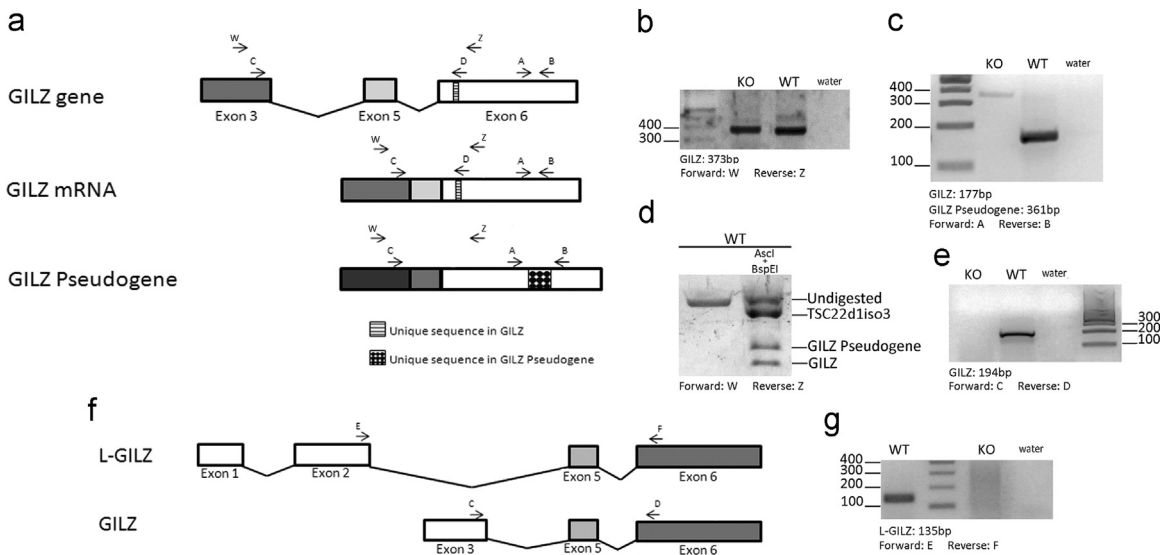 a
W
Z
C
D
A
B
GILZ gene
Exon 3
Exon 5
Exon 6
W
Z
C
D
A
B
GILZ mRNA
W
Z
C
A
B
GILZ Pseudogene
Unique sequence in GILZ
Unique sequence in GILZ Pseudogene
b
KO WT water
400
300
GILZ: 373bp
Forward: W Reverse: Z
c
KO WT water
400
300
200
100
GILZ: 177bp
GILZ Pseudogene: 361bp
Forward: A Reverse: B
d
WT
AscI
+
BspEI
Undigested
TSC22d1iso3
GILZ Pseudogene
GILZ
Forward: W Reverse: Z
e
KO WT water
300
200
100
GILZ: 194bp
Forward: C Reverse: D
f
E
F
L-GILZ
Exon 1
Exon 2
Exon 5
Exon 6
C
D
GILZ
Exon 3
Exon 5
Exon 6
g
WT KO water
400
300
200
100
L-GILZ: 135bp
Forward: E Reverse: F